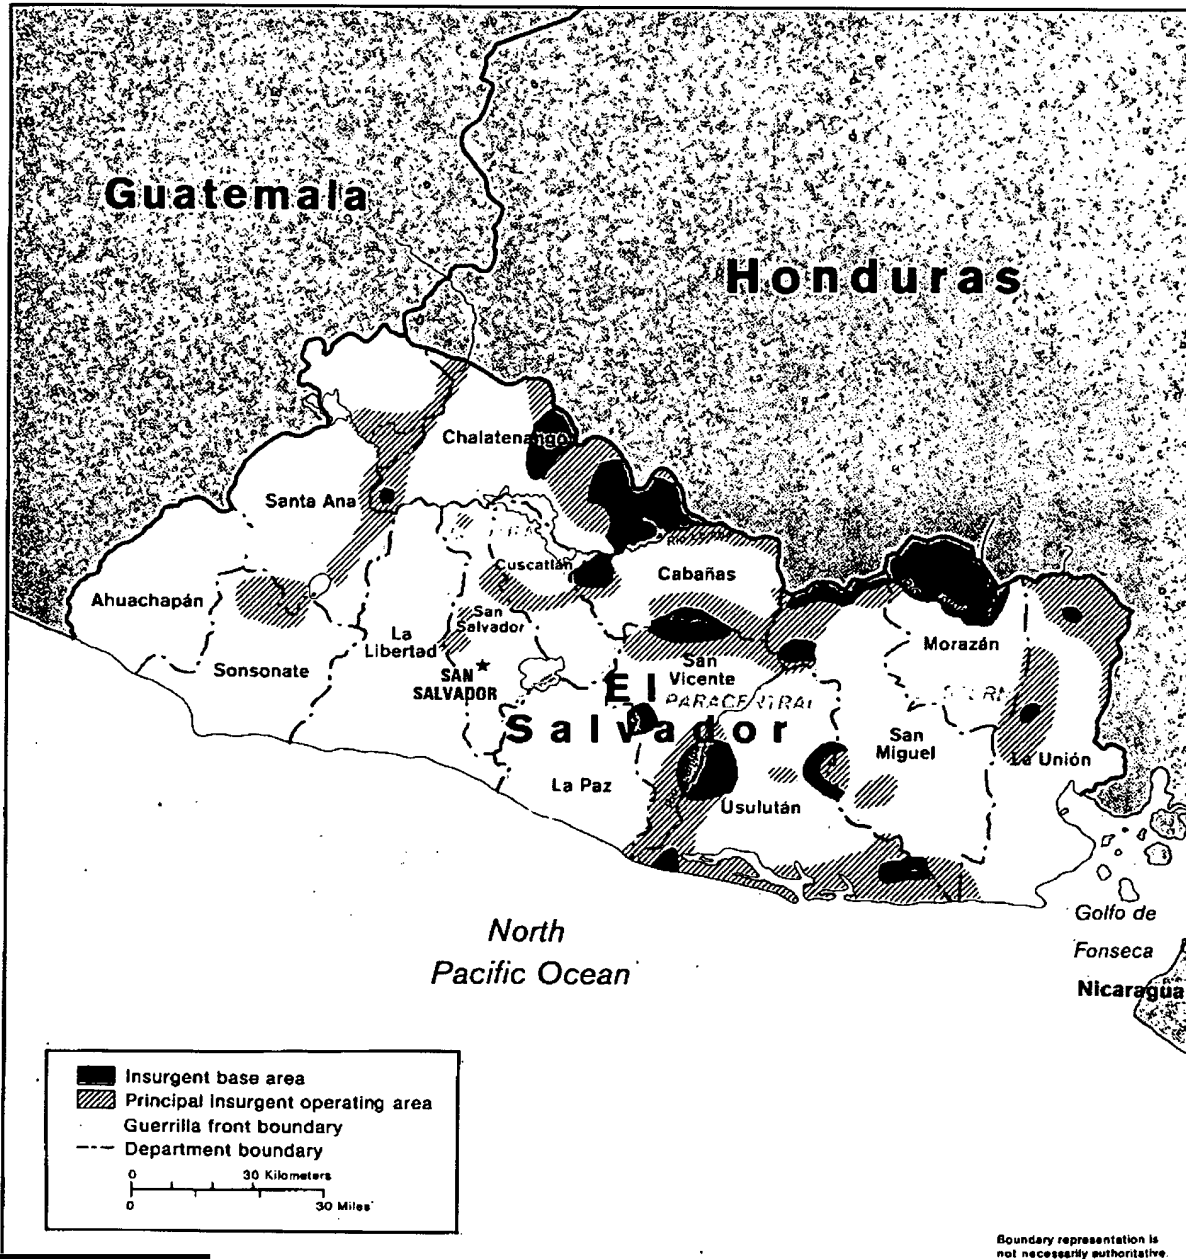 Guatemala
Honduras
Chalatenango
Santa Ana
Cuscatlán
Cabañas
Ahuachapán
San
Salvador
La
Libertad
Morazán
Sonsonate
SAN
SALVADOR
San
Vicente
El
PARACENTRAL
Salvador
San
Miguel
La Unión
La Paz
Usulután
North
Pacific Ocean
Golfo de
Fonseca
Nicaragua
Insurgent base area
Principal insurgent operating area
Guerrilla front boundary
Department boundary
0 30 Kilometers
0 30 Miles
Boundary representation is
not necessarily authoritative.